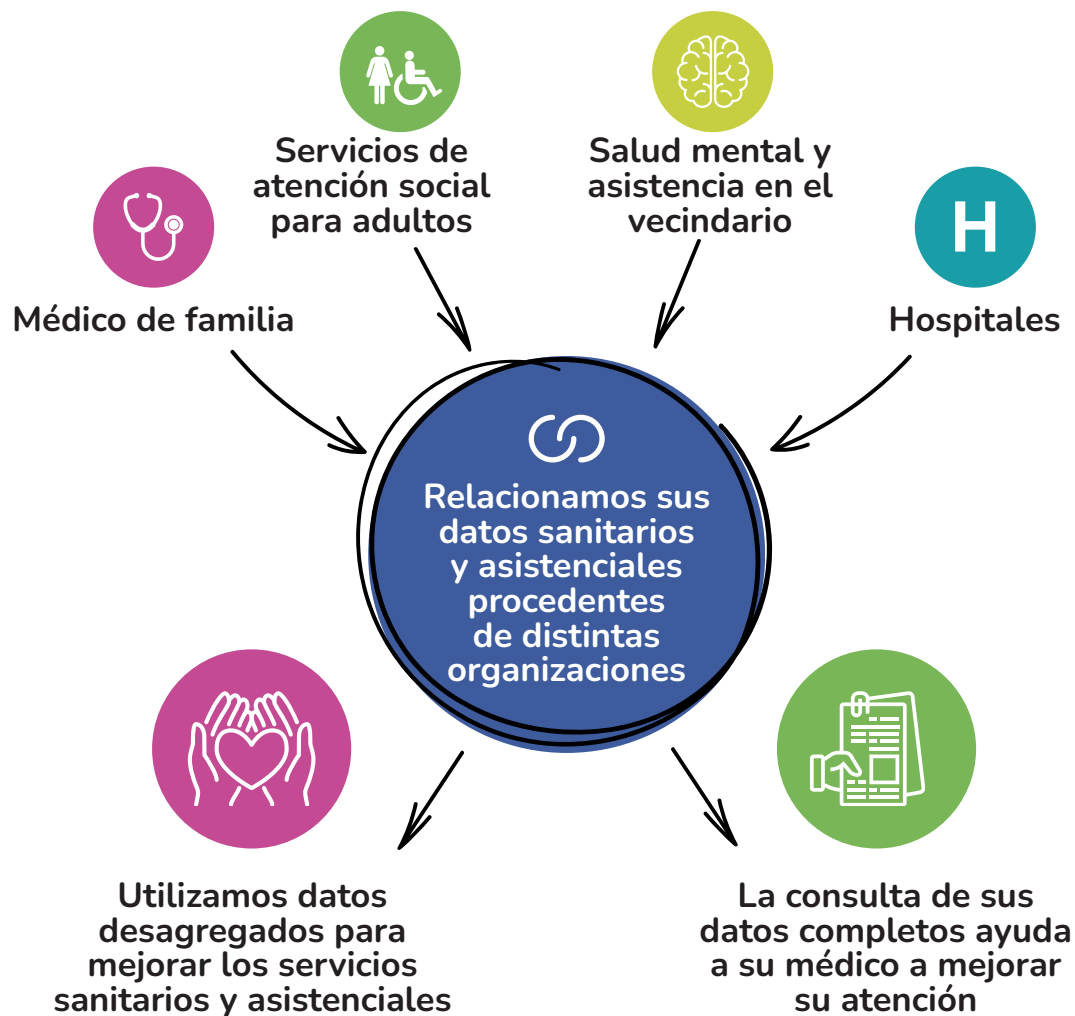 Servicios de
atención social
para adultos
Salud mental y
asistencia en el
vecindario
Médico de familia
H
Hospitales
Relacionamos sus
datos sanitarios
y asistenciales
procedentes
de distintas
organizaciones
Utilizamos datos
desagregados para
mejorar los servicios
sanitarios y asistenciales
La consulta de sus
datos completos ayuda
a su médico a mejorar
su atención